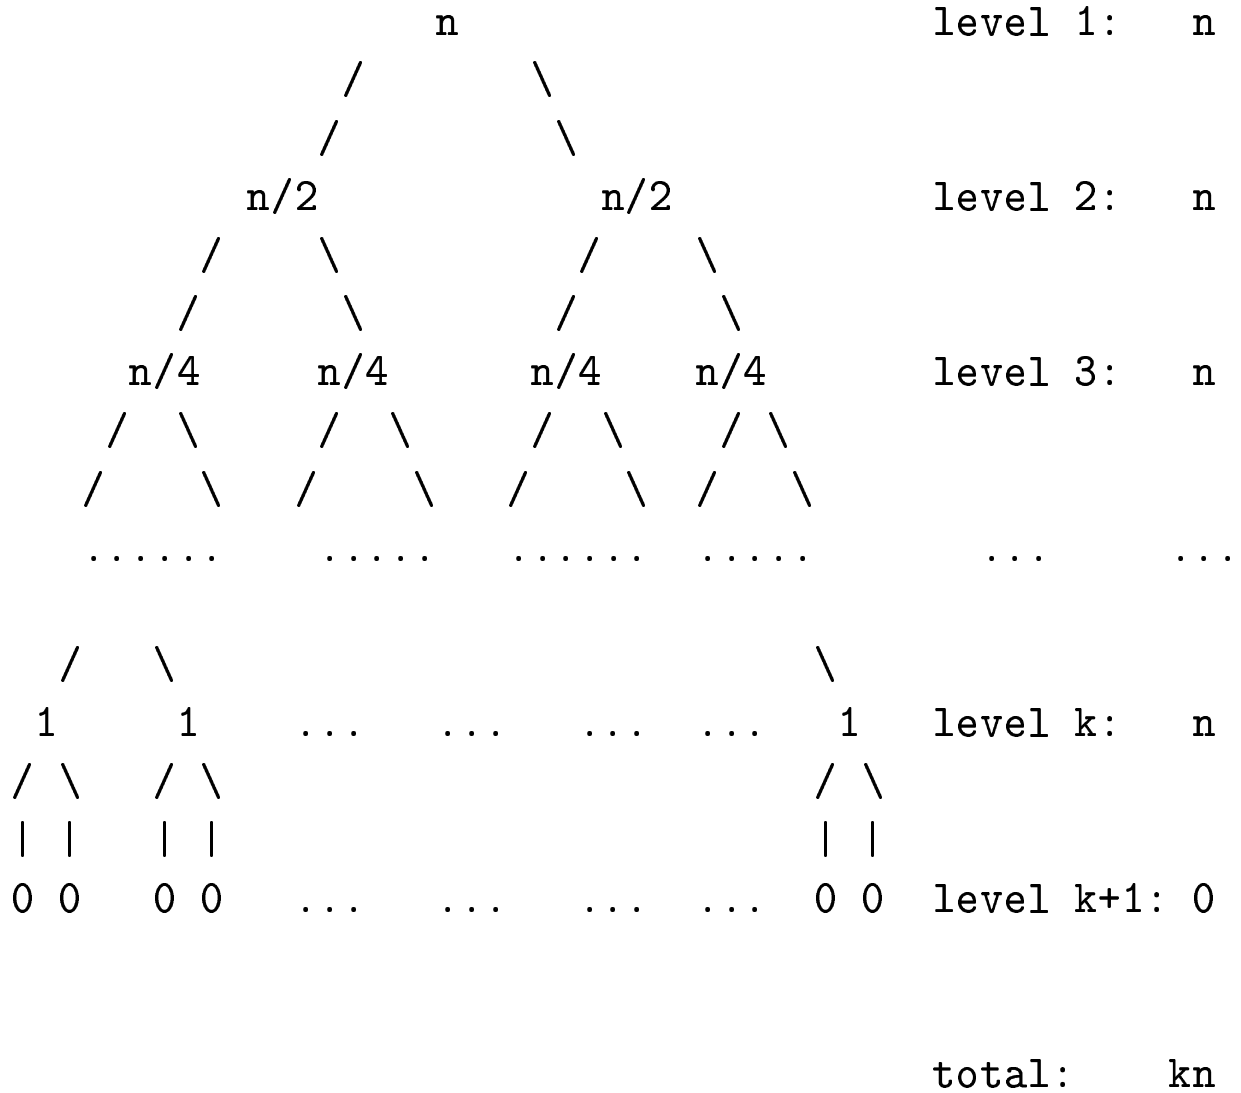 n level 1: n
/ \
/ \
n/2 n/2 level 2: n
/ \ / \
/ \ / \
n/4 n/4 n/4 n/4 level 3: n
/ \ / \ / \ / \
/ \ / \ / \ / \
...... ..... ...... ..... ... ...
/ \ \
1 1 ... ... ... ... 1 level k: n
/ \ / \ / \
| | | | | |
0 0 0 0 ... ... ... ... 0 0 level k+1: 0
total: kn